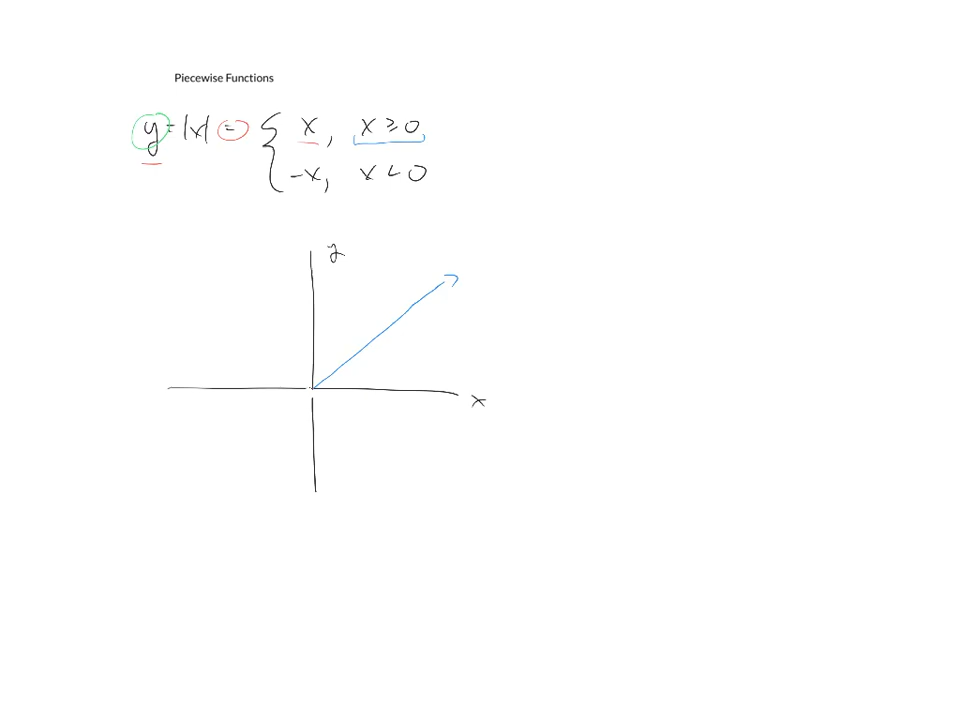 Piecewise Functions
y = |x| = { x, x ≥ 0
-x, x < 0
y
x